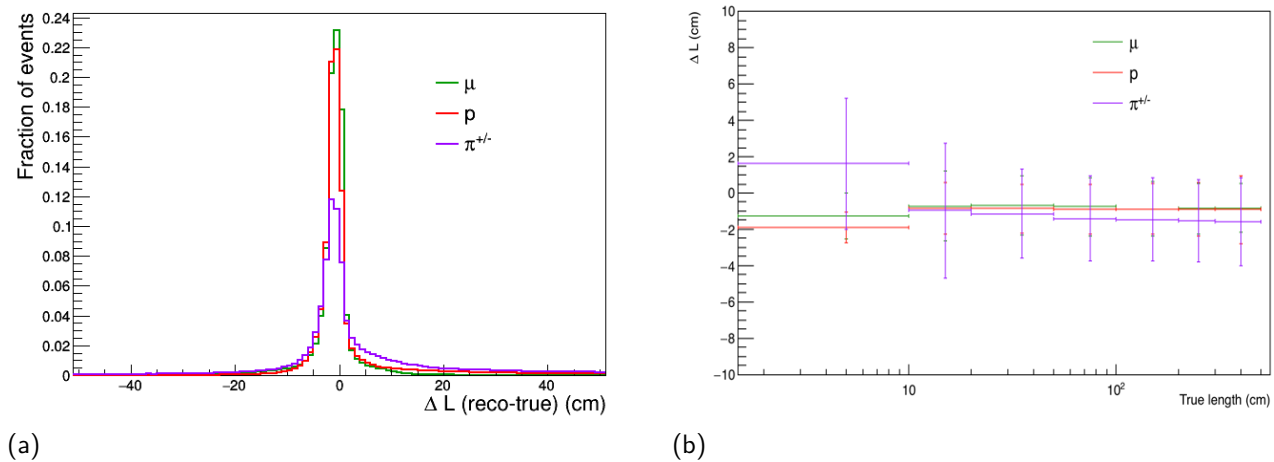 0.24
0.22
0.2
0.18
0.16
0.14
0.12
0.1
0.08
0.06
0.04
0.02
0
Fraction of events
μ
p
π+/-
−40
−20
0
20
40
Δ L (reco-true) (cm)
(a)
10
8
6
4
2
0
−2
−4
−6
−8
−10
Δ L (cm)
μ
p
π+/-
10
10²
True length (cm)
(b)